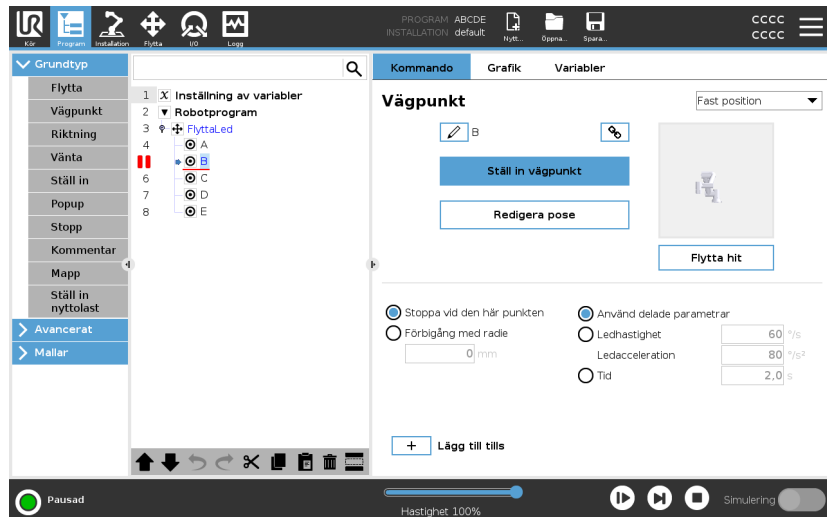 PROGRAM ABCDE
INSTALLATION default
CCCC
CCCC
Kör Program Installation Flytta I/O Logg Nytt... Öppna... Spara...
Grundtyp
Flytta
Vägpunkt
Riktning
Vänta
Ställ in
Popup
Stopp
Kommentar
Mapp
Ställ in
nyttolast
Avancerat
Mallar
1 X Inställning av variabler
2 Robotprogram
3 FlyttaLed
4 A
B
6 C
7 D
8 E
Kommando Grafik Variabler
Vägpunkt
Fast position
B
Ställ in vägpunkt
Redigera pose
Flytta hit
Stoppa vid den här punkten
Förbigång med radie
0 mm
Använd delade parametrar
Ledhastighet 60 °/s
Ledacceleration 80 °/s²
Tid 2,0 s
+ Lägg till tills
Pausad
Hastighet 100%
Simulering